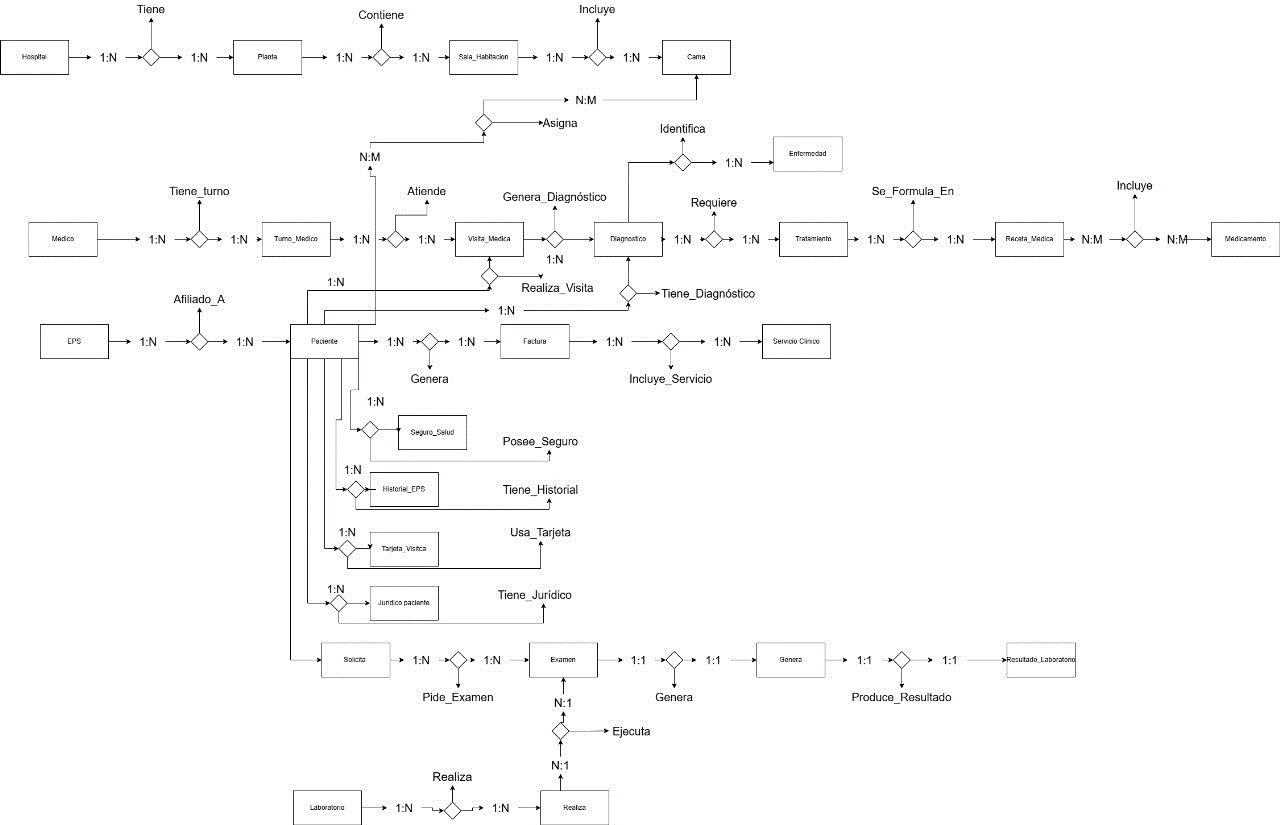 Tiene
Contiene
Incluye
Hospital
1:N
1:N
Planta
1:N
1:N
Sala_Habitacion
1:N
1:N
Cama
N:M
Asigna
Identifica
N:M
1:N
Enfermedad
Tiene_turno
Atiende
Genera_Diagnóstico
Requiere
Se_Formula_En
Incluye
Medico
1:N
1:N
Turno_Medico
1:N
1:N
Visita_Medica
1:N
Diagnostico
1:N
1:N
Tratamiento
1:N
1:N
Receta_Medica
N:M
N:M
Medicamento
1:N
Realiza_Visita
Tiene_Diagnóstico
Afiliado_A
1:N
EPS
1:N
1:N
Paciente
1:N
1:N
Factura
1:N
1:N
Servicio Clinico
Genera
Incluye_Servicio
1:N
Seguro_Salud
Posee_Seguro
1:N
Historial_EPS
Tiene_Historial
1:N
Usa_Tarjeta
Tarjeta_Visitca
1:N
Juridico paciente
Tiene_Jurídico
Solicita
1:N
1:N
Examen
1:1
1:1
Genera
1:1
1:1
Resultado_Laboratorio
Pide_Examen
Genera
Produce_Resultado
N:1
Ejecuta
N:1
Realiza
Laboratorio
1:N
1:N
Realiza